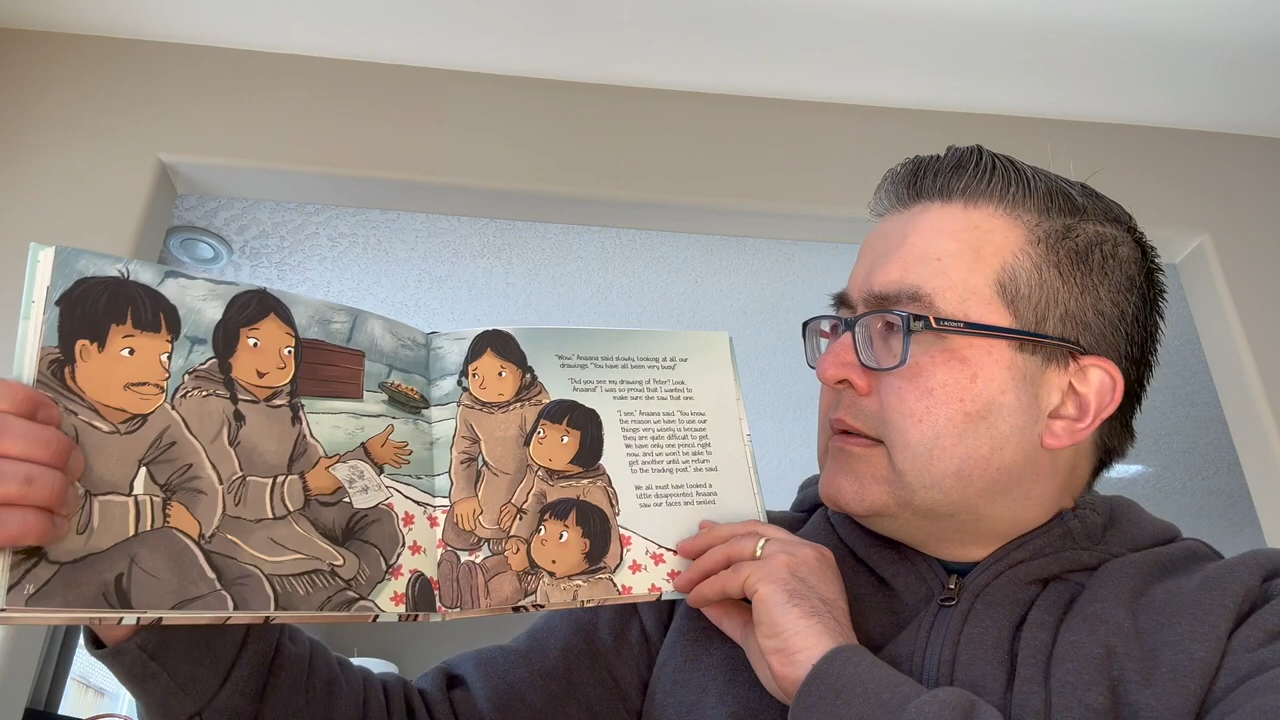 "Wow," Anaana said slowly, looking at all our
drawings. "You have all been very busy!"
"Did you see my drawing of Peter? Look,
Anaana!" I was so proud that I wanted to
make sure she saw that one.
"I see," Anaana said. "You know,
the reason we have to use our
things very wisely is because
they are quite difficult to get.
We have only one pencil right
now, and we won't be able to
get another until we return
to the trading post," she said.
We all must have looked a
little disappointed. Anaana
saw our faces and smiled.
26
LACOSTE